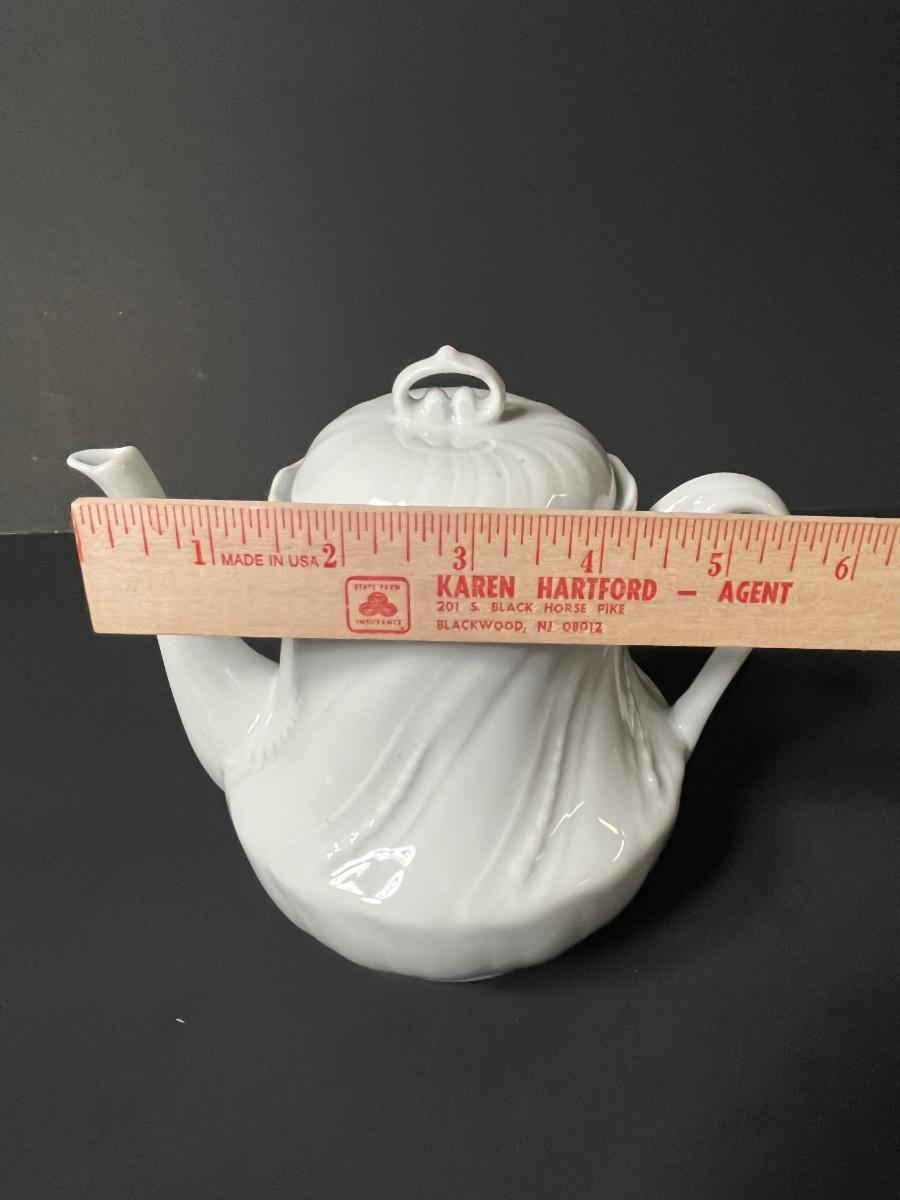 1 MADE IN USA 2 3 4 5 6
STATE FARM
INSURANCE
KAREN HARTFORD — AGENT
201 S. BLACK HORSE PIKE
BLACKWOOD, NJ 08012